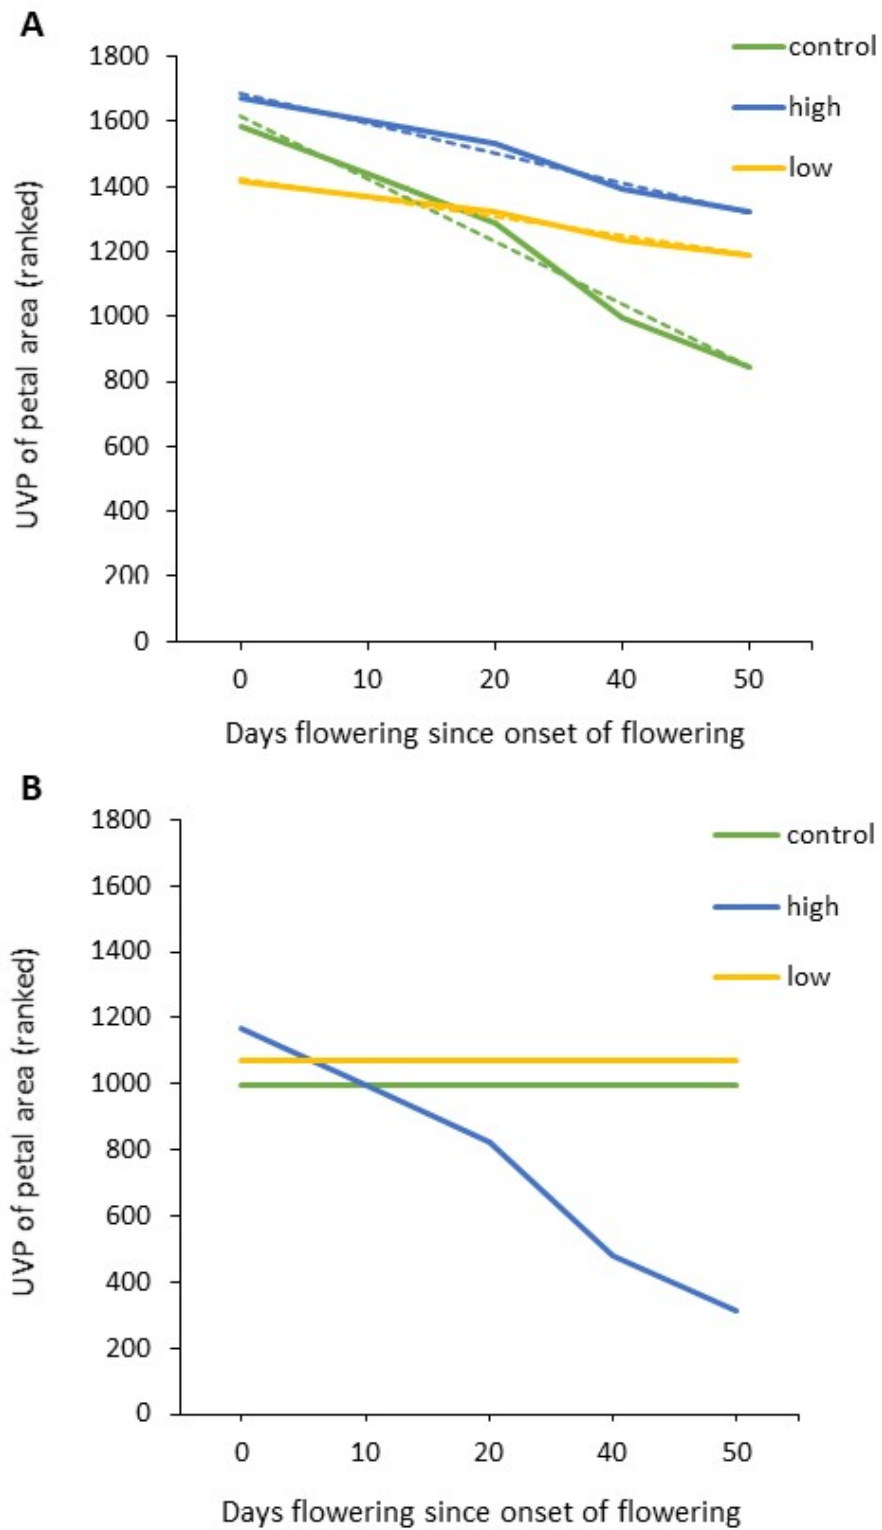 A
control
high
low
1800
1600
1400
1200
1000
800
600
400
200
0
UVP of petal area (ranked)
0 10 20 40 50
Days flowering since onset of flowering
B
control
high
low
1800
1600
1400
1200
1000
800
600
400
200
0
UVP of petal area (ranked)
0 10 20 40 50
Days flowering since onset of flowering